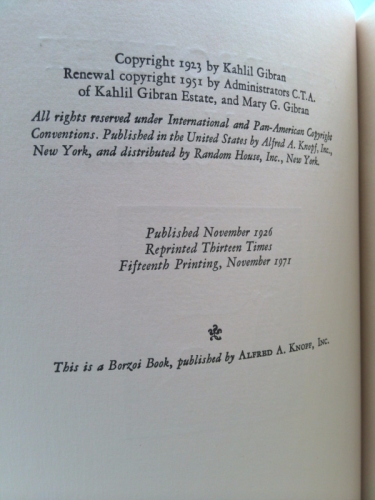 Copyright 1923 by Kahlil Gibran
Renewal copyright 1951 by Administrators C.T.A.
of Kahlil Gibran Estate, and Mary G. Gibran
All rights reserved under International and Pan-American Copyright
Conventions. Published in the United States by Alfred A. Knopf, Inc.,
New York, and distributed by Random House, Inc., New York.
Published November 1926
Reprinted Thirteen Times
Fifteenth Printing, November 1971
This is a Borzoi Book, published by ALFRED A. KNOPF, INC.